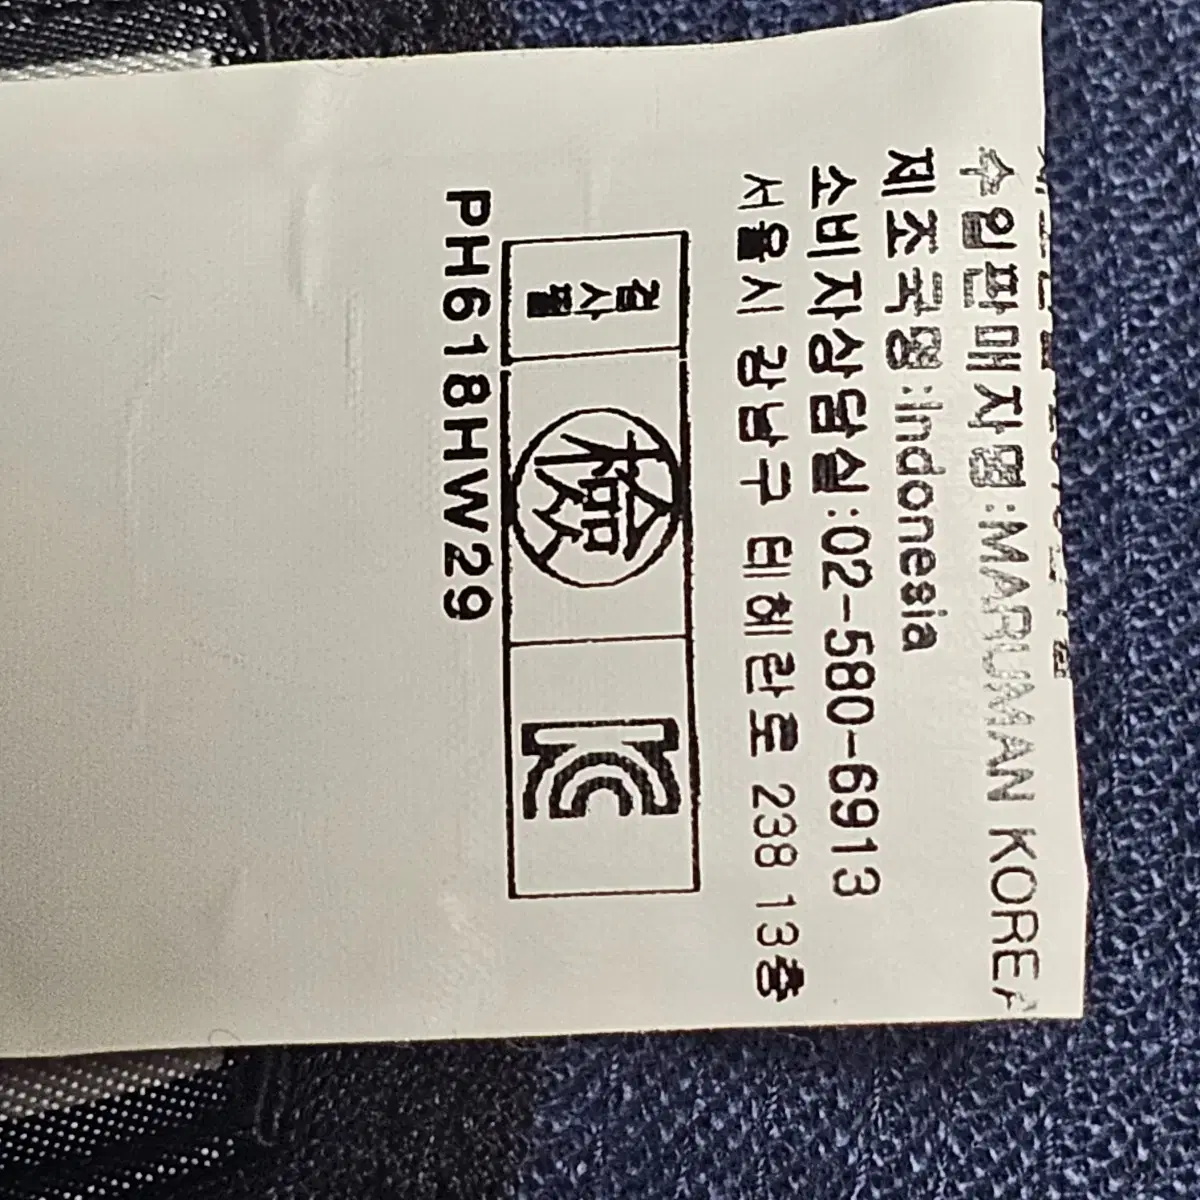 수입판매자명:MARUMAN KOREA
제조국명:Indonesia
소비자상담실:02-580-6913
서울시 강남구 테헤란로 238 13층
검사필 檢 KC
PH618HW29